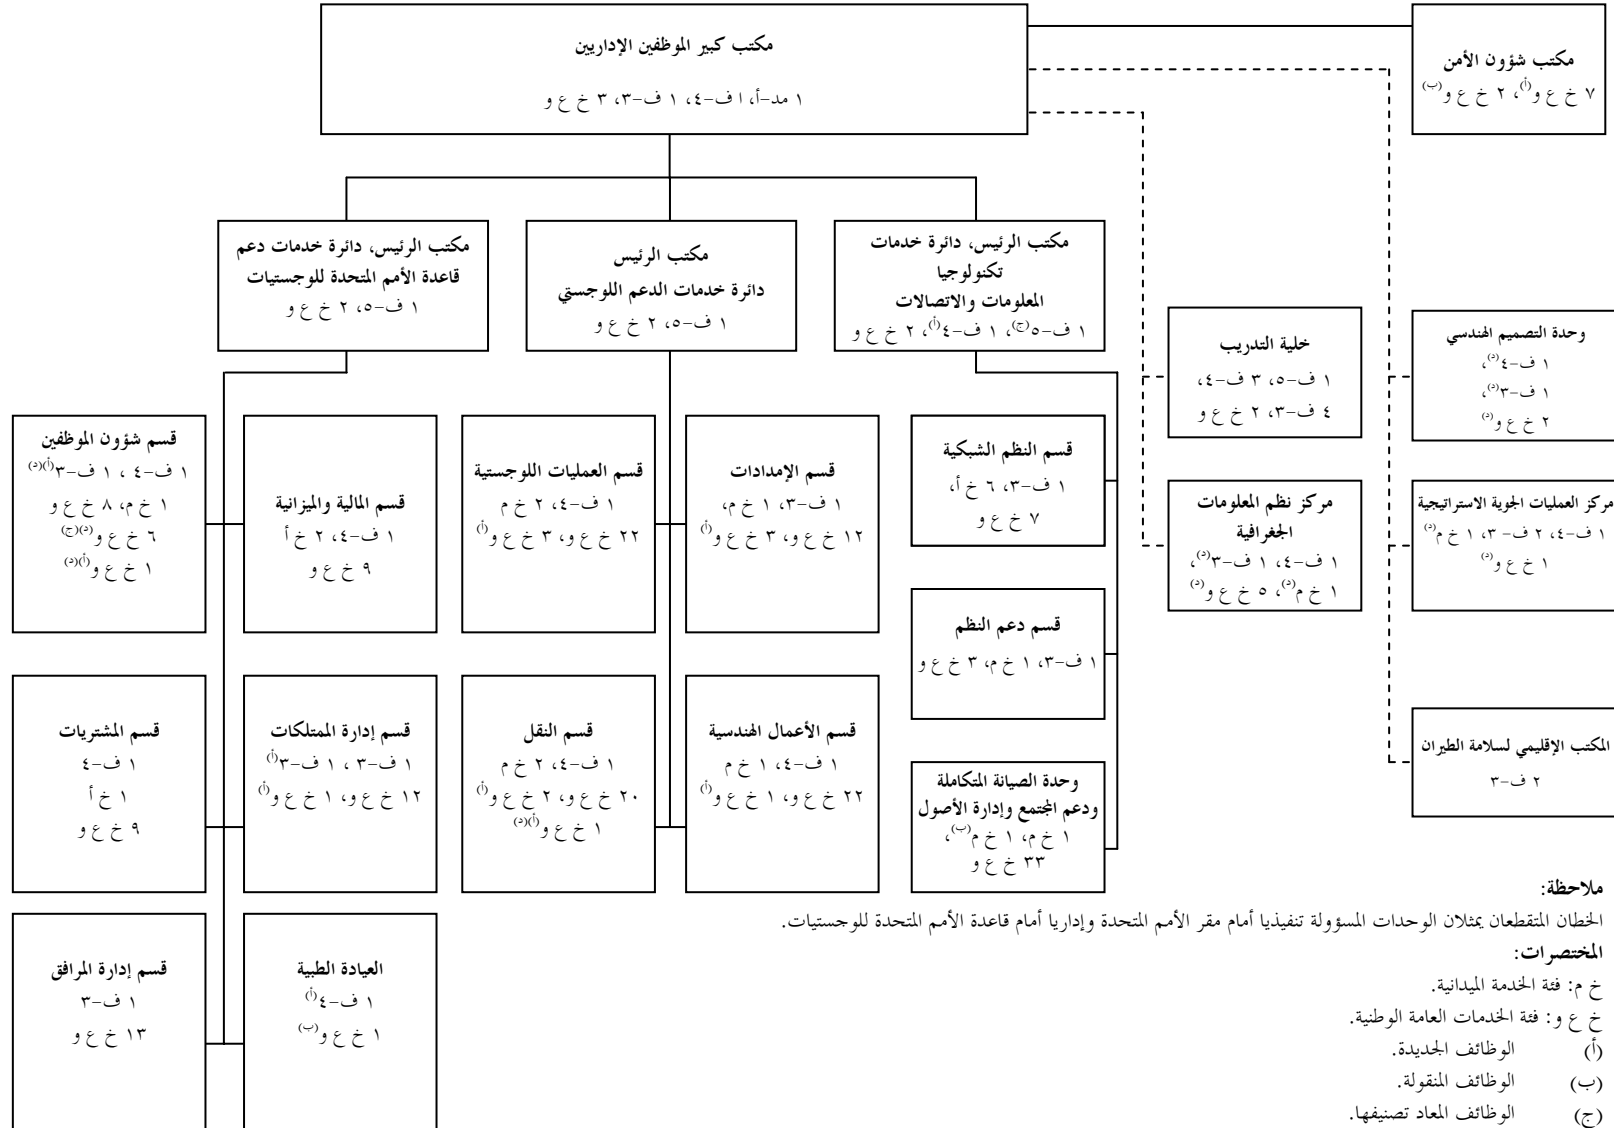 مكتب كبير الموظفين الإداريين
١ مد-أ، ١ ف-٤، ١ ف-٣، ٣ خ ع و
مكتب شؤون الأمن
٧ خ ع و(أ)، ٢ خ ع و(ب)
مكتب الرئيس، دائرة خدمات
تكنولوجيا
المعلومات والاتصالات
١ ف-٥(ج)، ١ ف-٤(أ)، ٢ خ ع و
مكتب الرئيس
دائرة خدمات الدعم اللوجستي
١ ف-٥، ٢ خ ع و
مكتب الرئيس، دائرة خدمات دعم
قاعدة الأمم المتحدة للوجستيات
١ ف-٥، ٢ خ ع و
وحدة التصميم الهندسي
١ ف-٤(د)،
١ ف-٣(د)،
٢ خ ع و(د)
خلية التدريب
١ ف-٥، ٣ ف-٤،
٤ ف-٣، ٢ خ ع و
قسم النظم الشبكية
١ ف-٣، ٦ خ أ،
٧ خ ع و
قسم الإمدادات
١ ف-٣، ١ خ م،
١٢ خ ع و، ٣ خ ع و(أ)
قسم العمليات اللوجستية
١ ف-٤، ٢ خ م
٢٢ خ ع و، ٣ خ ع و(أ)
قسم المالية والميزانية
١ ف-٤، ٢ خ أ
٩ خ ع و
قسم شؤون الموظفين
١ ف-٤ ، ١ ف-٣(أ)(د)
١ خ م، ٨ خ ع و
٦ خ ع و(د)(ج)
١ خ ع و(أ)(د)
مركز العمليات الجوية الاستراتيجية
١ ف-٤، ٢ ف-٣، ١ خ م(د)
١ خ ع و(د)
مركز نظم المعلومات
الجغرافية
١ ف-٤، ١ ف-٣(د)،
١ خ م(د)، ٥ خ ع و(د)
قسم دعم النظم
١ ف-٣، ١ خ م، ٣ خ ع و
المكتب الإقليمي لسلامة الطيران
٢ ف-٣
وحدة الصيانة المتكاملة
ودعم المجتمع وإدارة الأصول
١ خ م، ١ خ م(ب)،
٣٣ خ ع و
قسم الأعمال الهندسية
١ ف-٤، ١ خ م
٢٢ خ ع و، ١ خ ع و(أ)
قسم النقل
١ ف-٤، ٢ خ م
٢٠ خ ع و، ٢ خ ع و(أ)
١ خ ع و(أ)(د)
قسم إدارة الممتلكات
١ ف-٣ ، ١ ف-٣(أ)
١٢ خ ع و، ١ خ ع و(أ)
قسم المشتريات
١ ف-٤
١ خ أ
٩ خ ع و
العيادة الطبية
١ ف-٤(أ)
١ خ ع و(ب)
قسم إدارة المرافق
١ ف-٣
١٣ خ ع و
ملاحظة:
الخطان المتقطعان يمثلان الوحدات المسؤولة تنفيذيا أمام مقر الأمم المتحدة وإداريا أمام قاعدة الأمم المتحدة للوجستيات.
المختصرات:
خ م: فئة الخدمة الميدانية.
خ ع و: فئة الخدمات العامة الوطنية.
(أ) الوظائف الجديدة.
(ب) الوظائف المنقولة.
(ج) الوظائف المعاد تصنيفها.